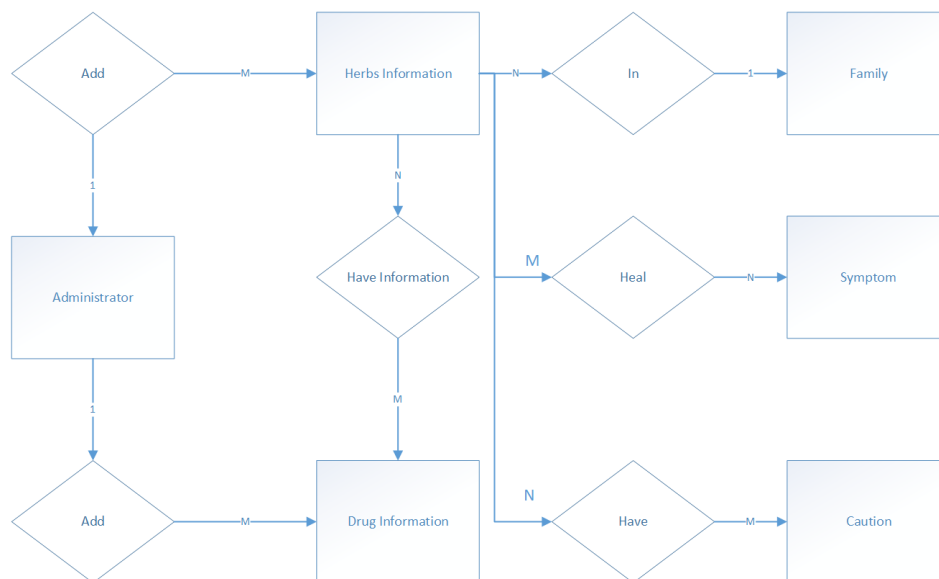 Add
M
Herbs Information
N
In
1
Family
1
N
Administrator
Have Information
M
Heal
N
Symptom
1
M
Add
M
Drug Information
N
Have
M
Caution